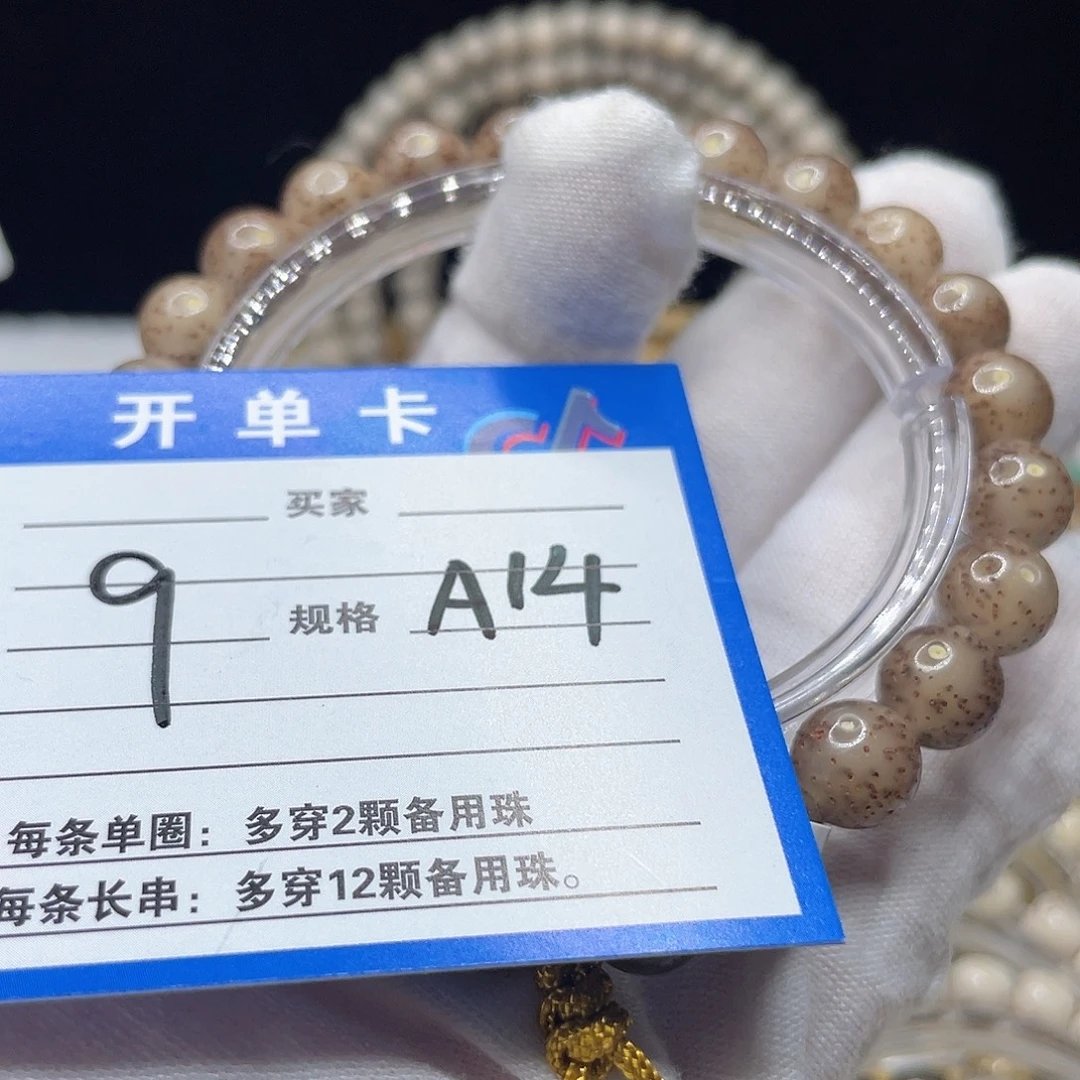 开单卡
买家
9 规格 A14
每条单圈：多穿2颗备用珠
每条长串：多穿12颗备用珠。